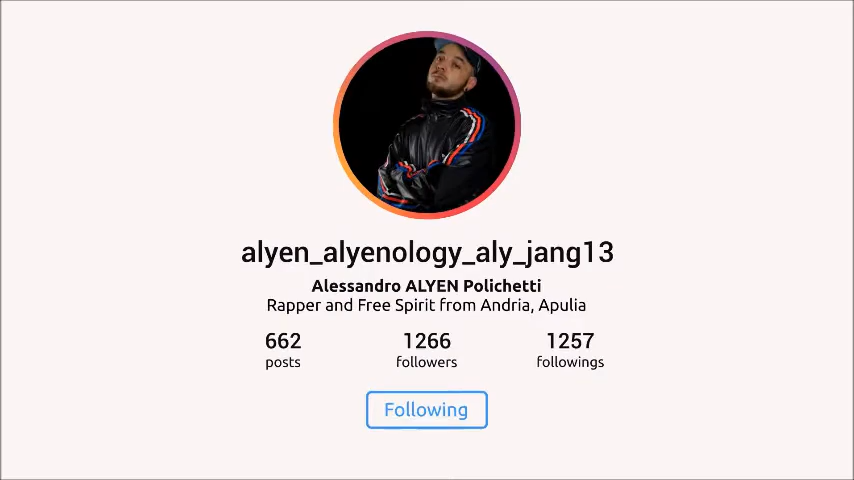 alyen_alyenology_aly_jang13
Alessandro ALYEN Polichetti
Rapper and Free Spirit from Andria, Apulia
662 1266 1257
posts followers followings
Following